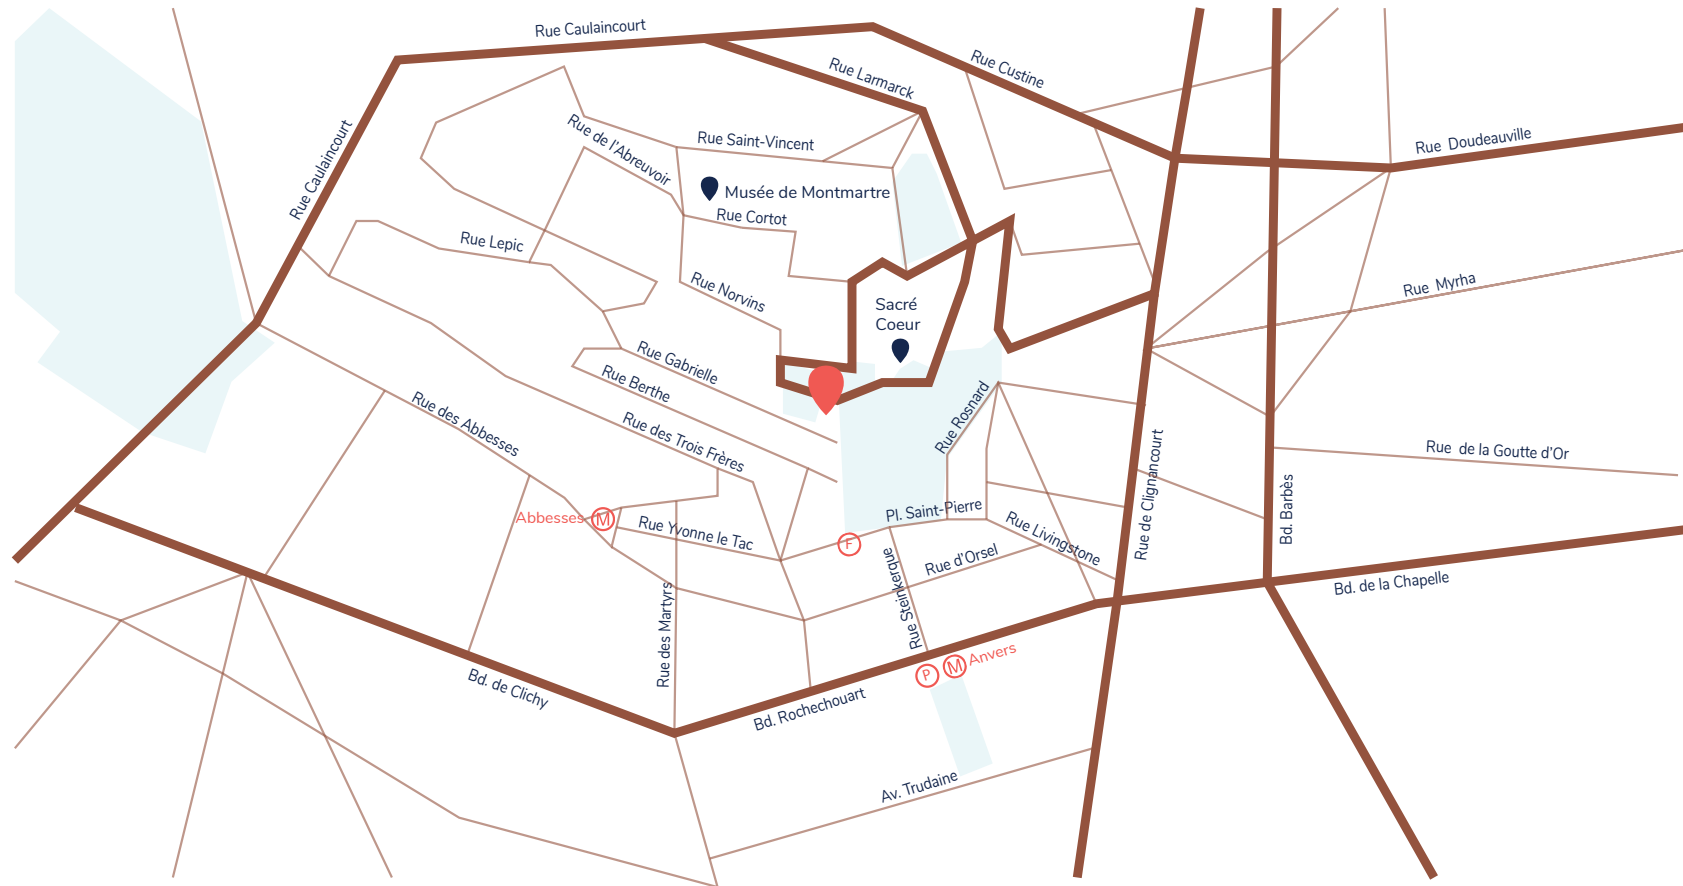 Rue Caulaincourt
Rue Custine
Rue Larmarck
Rue Caulaincourt
Rue de l'Abreuvoir
Rue Saint-Vincent
Rue Doudeauville
Musée de Montmartre
Rue Cortot
Rue Lepic
Rue Norvins
Sacré
Coeur
Rue Myrha
Rue Gabrielle
Rue Berthe
Rue des Abbesses
Rue des Trois Frères
Rue Rosnard
Rue de Clignancourt
Rue de la Goutte d'Or
Bd. Barbès
Abbesses
M
Rue Yvonne le Tac
F
Pl. Saint-Pierre
Rue Livingstone
Rue d'Orsel
Rue Steinkerque
Bd. de la Chapelle
Rue des Martyrs
P
M
Anvers
Bd. de Clichy
Bd. Rochechouart
Av. Trudaine